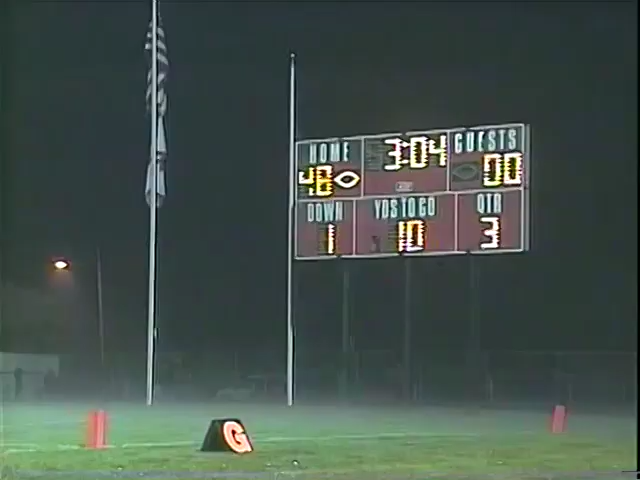 HOME 3:04 GUESTS
48 00
DOWN YDS TO GO QTR
1 10 3
G